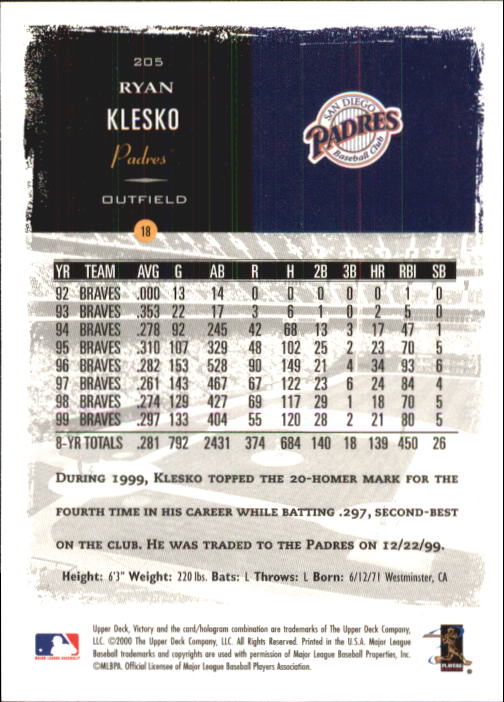 205
RYAN
KLESKO
Padres™
OUTFIELD
SAN DIEGO
PADRES
Baseball Club
18
YR TEAM AVG G AB R H 2B 3B HR RBI SB
92 BRAVES .000 13 14 0 0 0 0 0 1 0
93 BRAVES .353 22 17 3 6 1 0 2 5 0
94 BRAVES .278 92 245 42 68 13 3 17 47 1
95 BRAVES .310 107 329 48 102 25 2 23 70 5
96 BRAVES .282 153 528 90 149 21 4 34 93 6
97 BRAVES .261 143 467 67 122 23 6 24 84 4
98 BRAVES .274 129 427 69 117 29 1 18 70 5
99 BRAVES .297 133 404 55 120 28 2 21 80 5
8-YR TOTALS .281 792 2431 374 684 140 18 139 450 26
DURING 1999, KLESKO TOPPED THE 20-HOMER MARK FOR THE
FOURTH TIME IN HIS CAREER WHILE BATTING .297, SECOND-BEST
ON THE CLUB. HE WAS TRADED TO THE PADRES ON 12/22/99.
Height: 6'3" Weight: 220 lbs. Bats: L Throws: L Born: 6/12/71 Westminster, CA
Upper Deck, Victory and the card/hologram combination are trademarks of The Upper Deck Company,
LLC. ©2000 The Upper Deck Company, LLC. All Rights Reserved. Printed in the U.S.A. Major League
Baseball trademarks and copyrights are used with permission of Major League Baseball Properties, Inc.
©MLBPA. Official Licensee of Major League Baseball Players Association.
MAJOR LEAGUE BASEBALL
PLAYERS